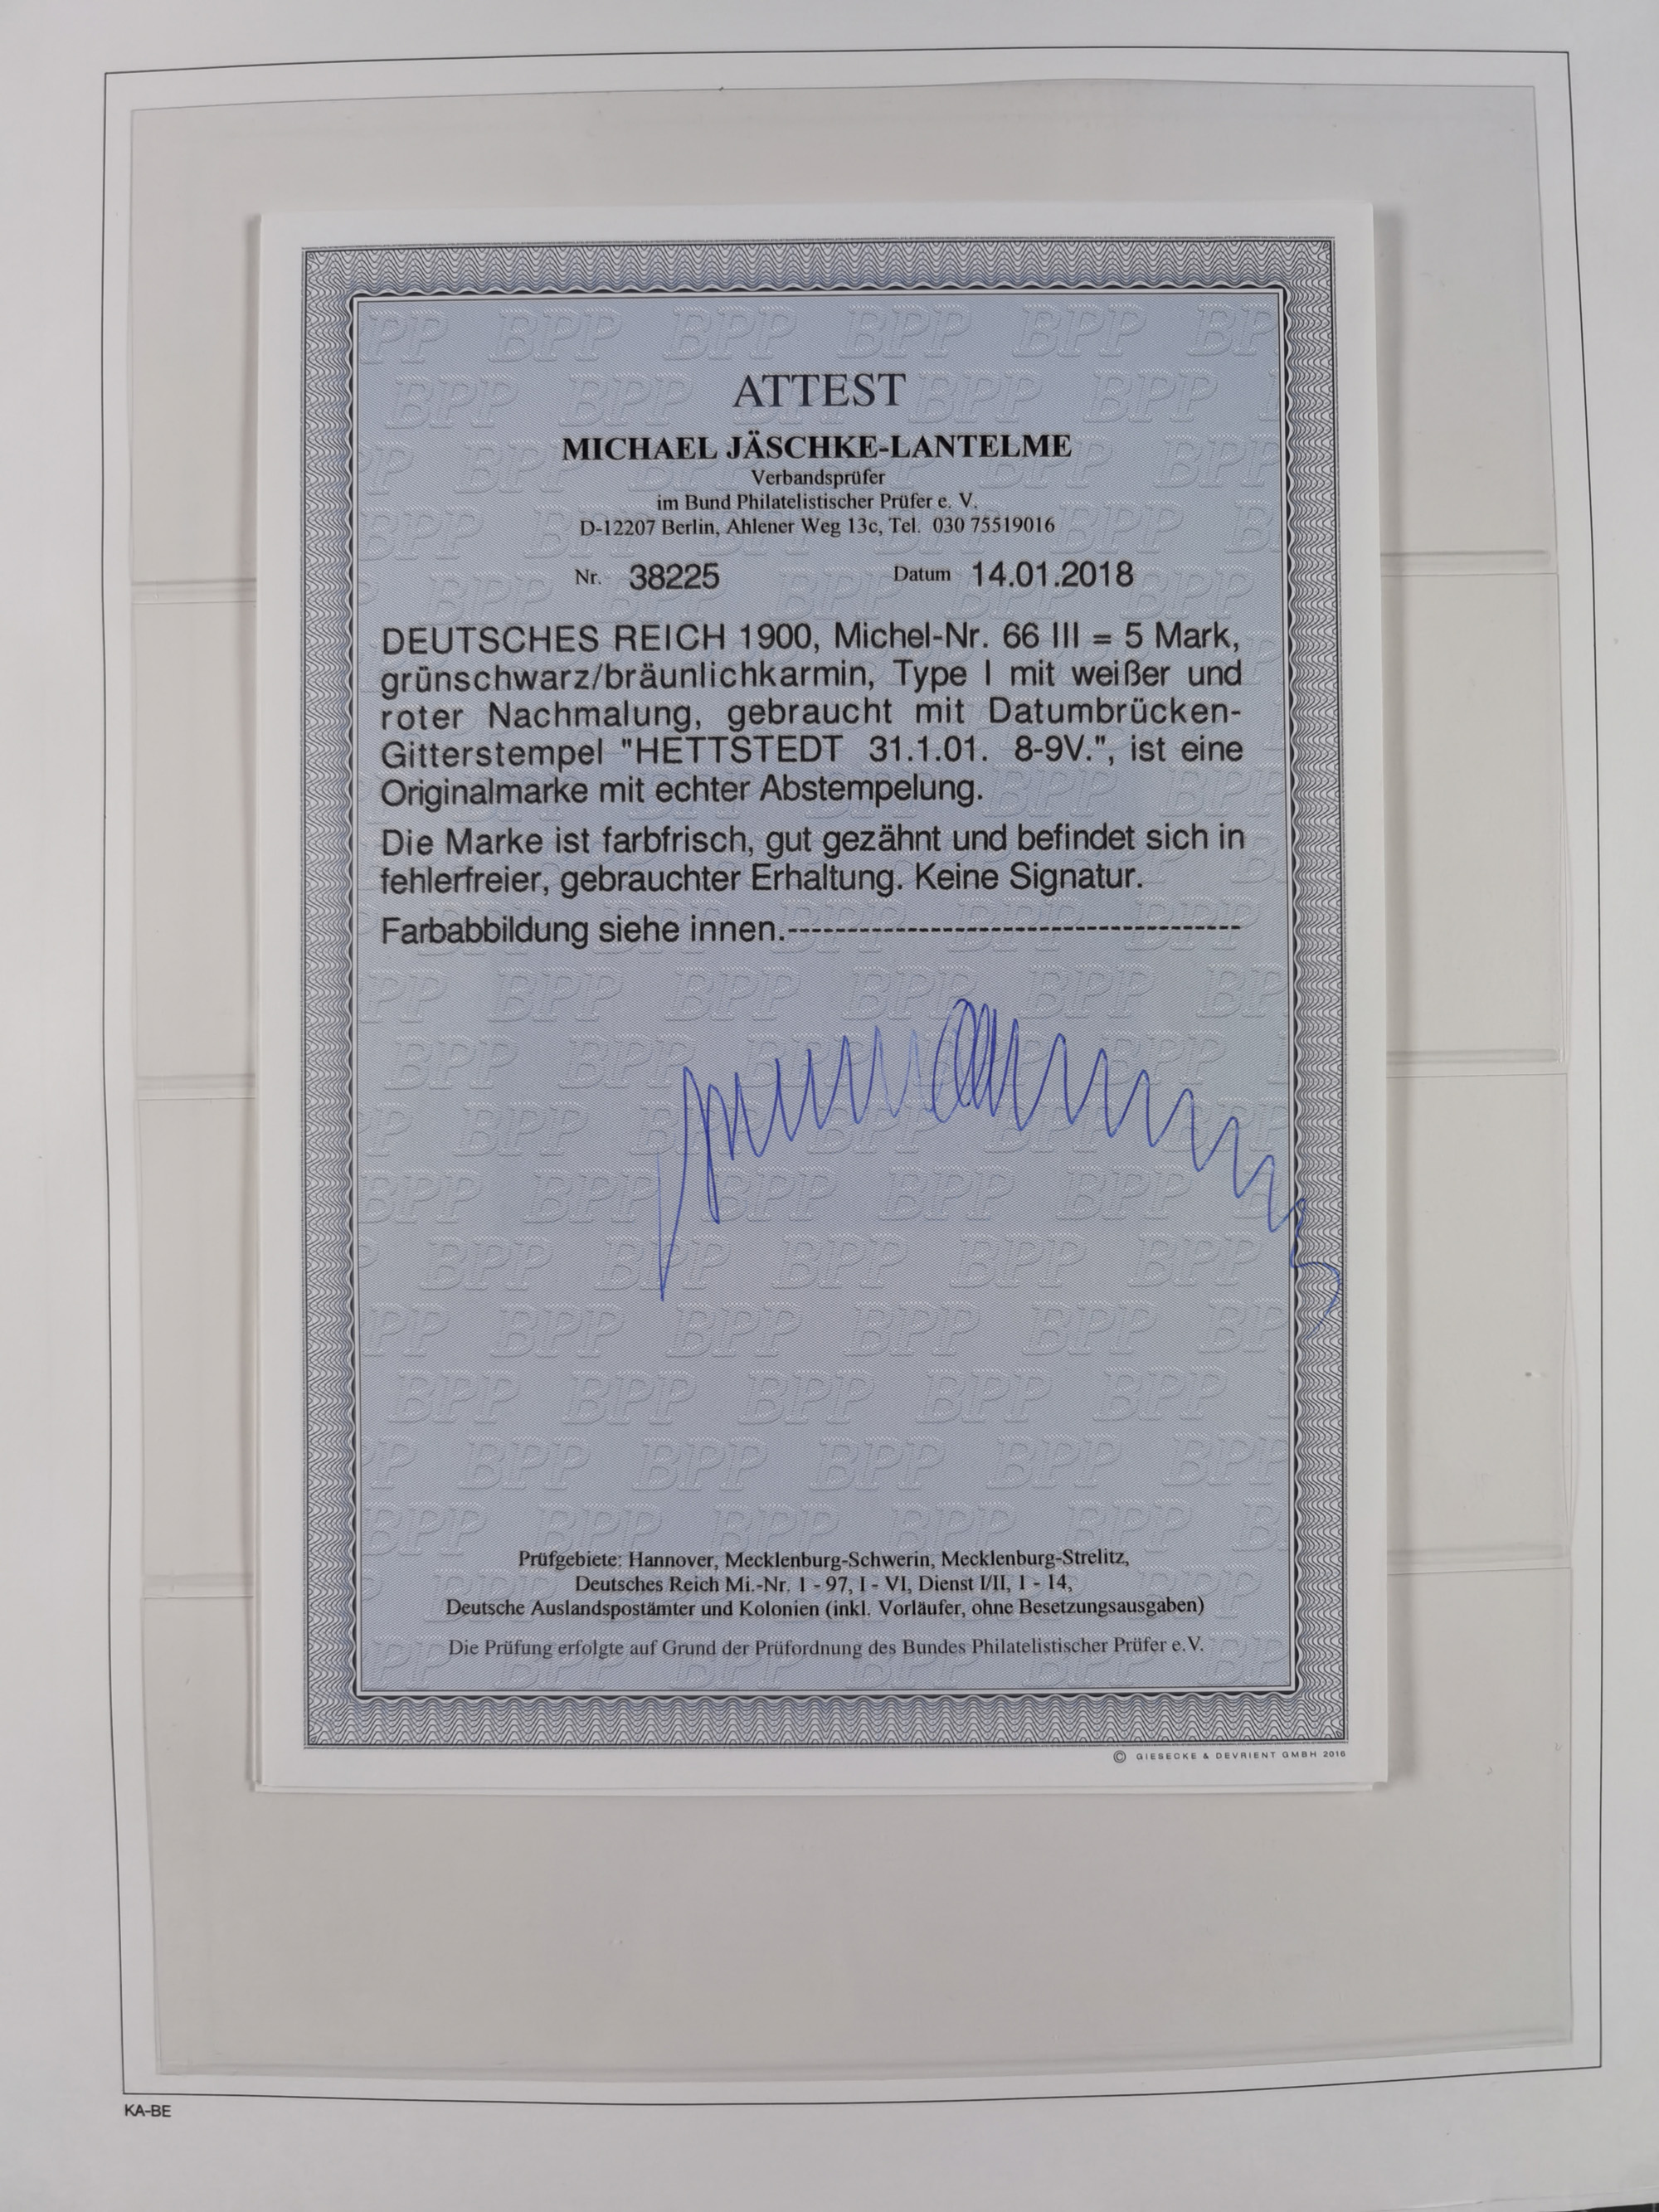 ATTEST
MICHAEL JÄSCHKE-LANTELME
Verbandsprüfer
im Bund Philatelistischer Prüfer e. V.
D-12207 Berlin, Ahlener Weg 13c, Tel. 030 75519016
Nr. 38225 Datum 14.01.2018
DEUTSCHES REICH 1900, Michel-Nr. 66 III = 5 Mark,
grünschwarz/bräunlichkarmin, Type I mit weißer und
roter Nachmalung, gebraucht mit Datumbrücken-
Gitterstempel "HETTSTEDT 31.1.01. 8-9V.", ist eine
Originalmarke mit echter Abstempelung.
Die Marke ist farbfrisch, gut gezähnt und befindet sich in
fehlerfreier, gebrauchter Erhaltung. Keine Signatur.
Farbabbildung siehe innen.-------------------------------------
Prüfgebiete: Hannover, Mecklenburg-Schwerin, Mecklenburg-Strelitz,
Deutsches Reich Mi.-Nr. 1 - 97, I - VI, Dienst I/II, 1 - 14,
Deutsche Auslandspostämter und Kolonien (inkl. Vorläufer, ohne Besetzungsausgaben)
Die Prüfung erfolgte auf Grund der Prüfordnung des Bundes Philatelistischer Prüfer e.V.
© GIESECKE & DEVRIENT GMBH 2016
KA-BE